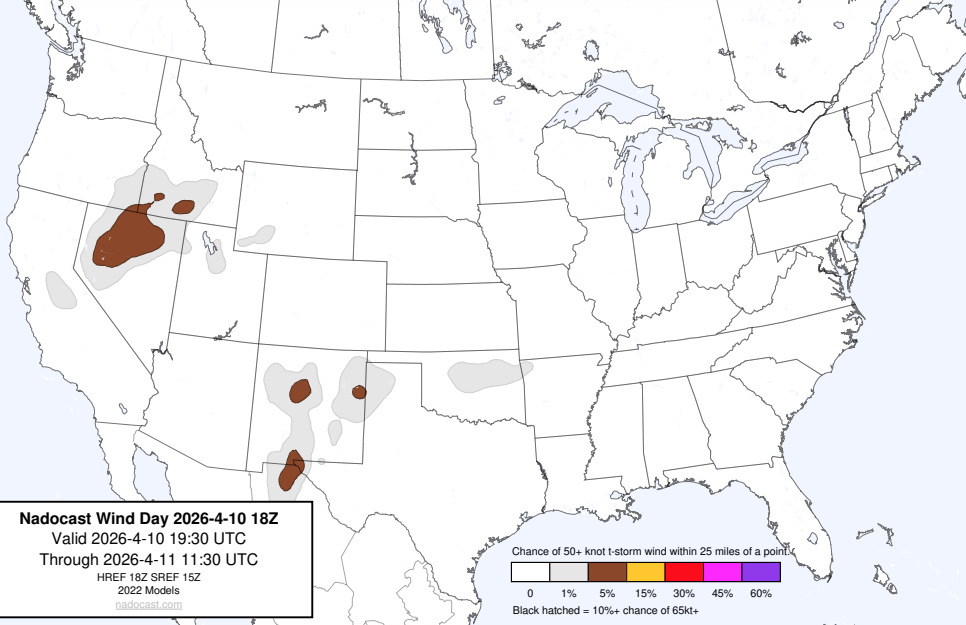 Nadocast Wind Day 2026-4-10 18Z
Valid 2026-4-10 19:30 UTC
Through 2026-4-11 11:30 UTC
HREF 18Z SREF 15Z
2022 Models
nadocast.com
Chance of 50+ knot t-storm wind within 25 miles of a point.
0 1% 5% 15% 30% 45% 60%
Black hatched = 10%+ chance of 65kt+